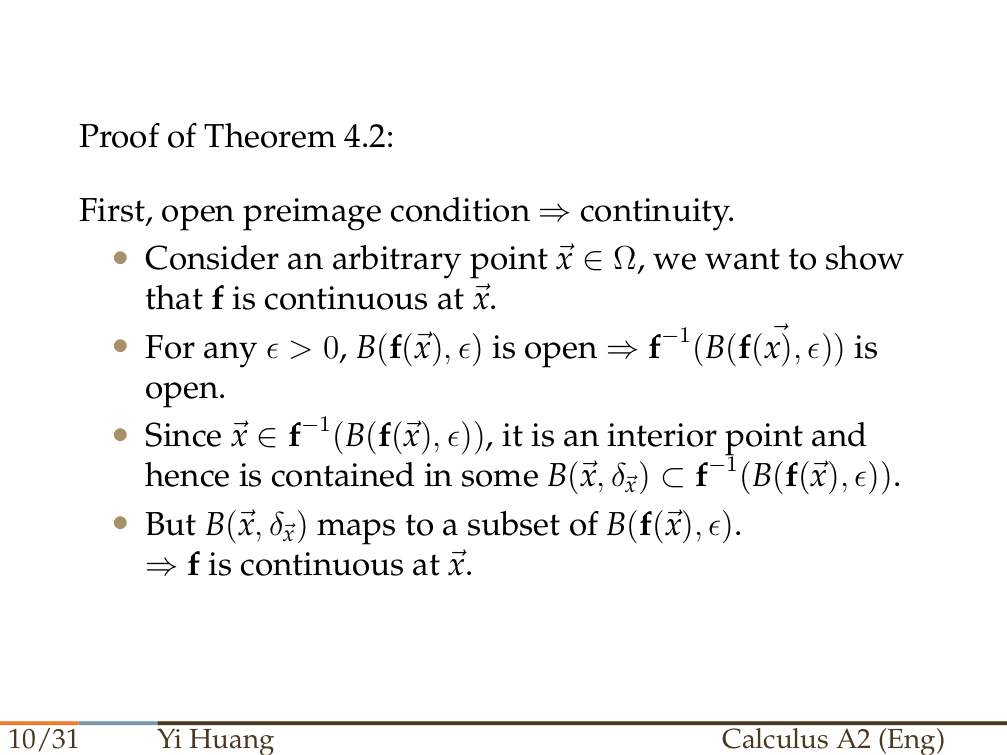 Proof of Theorem 4.2:
First, open preimage condition ⇒ continuity.
• Consider an arbitrary point x⃗ ∈ Ω, we want to show
that f is continuous at x⃗.
• For any ϵ > 0, B(f(x⃗), ϵ) is open ⇒ f⁻¹(B(f(x⃗), ϵ)) is
open.
• Since x⃗ ∈ f⁻¹(B(f(x⃗), ϵ)), it is an interior point and
hence is contained in some B(x⃗, δ_x⃗) ⊂ f⁻¹(B(f(x⃗), ϵ)).
• But B(x⃗, δ_x⃗) maps to a subset of B(f(x⃗), ϵ).
⇒ f is continuous at x⃗.
10/31 Yi Huang Calculus A2 (Eng)